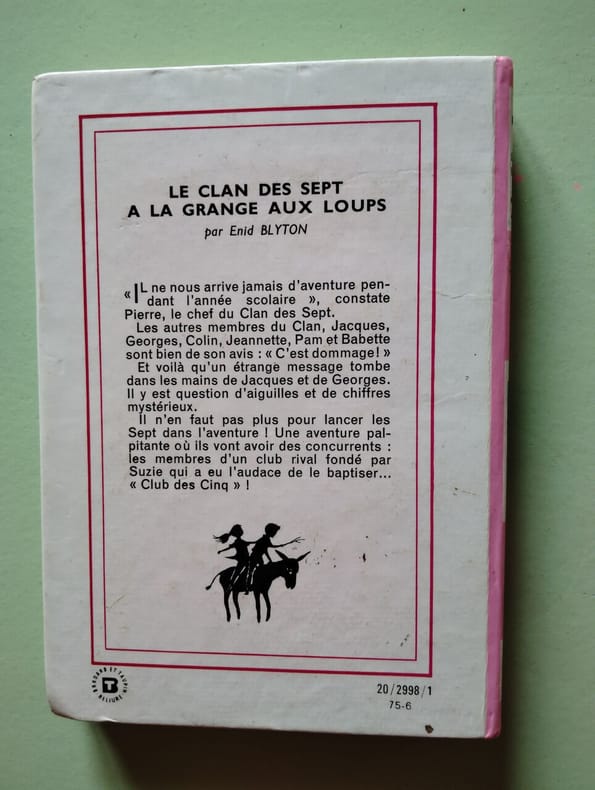 LE CLAN DES SEPT
A LA GRANGE AUX LOUPS
par Enid BLYTON
« IL ne nous arrive jamais d'aventure pen-
dant l'année scolaire », constate
Pierre, le chef du Clan des Sept.
Les autres membres du Clan, Jacques,
Georges, Colin, Jeannette, Pam et Babette
sont bien de son avis : « C'est dommage! »
Et voilà qu'un étrange message tombe
dans les mains de Jacques et de Georges.
Il y est question d'aiguilles et de chiffres
mystérieux.
Il n'en faut pas plus pour lancer les
Sept dans l'aventure ! Une aventure pal-
pitante où ils vont avoir des concurrents :
les membres d'un club rival fondé par
Suzie qui a eu l'audace de le baptiser...
« Club des Cinq » !
BRODARD ET TAUPIN
BT
RELIURE
20/2998/1
75-6